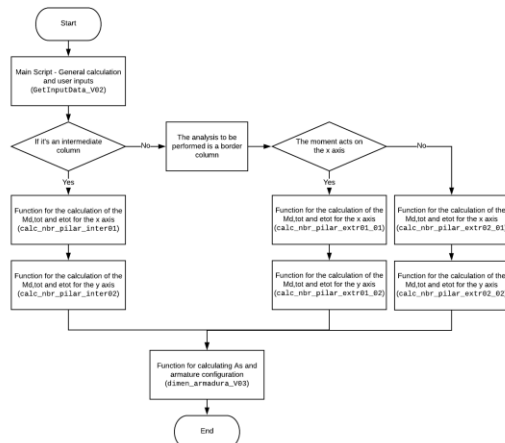 Start
Main Script - General calculation
and user inputs
(GetInputData_V02)
If it's an intermediate
column
No
The analysis to be
performed is a border
column
The moment acts on
the x axis
No
Yes
Yes
Function for the calculation of the
Md,tot and etot for the x axis
(calc_nbr_pilar_inter01)
Function for the calculation of the
Md,tot and etot for the x axis
(calc_nbr_pilar_extr01_01)
Function for the calculation of the
Md,tot and etot for the x axis
(calc_nbr_pilar_extr02_01)
Function for the calculation of the
Md,tot and etot for the y axis
(calc_nbr_pilar_inter02)
Function for the calculation of the
Md,tot and etot for the y axis
(calc_nbr_pilar_extr01_02)
Function for the calculation of the
Md,tot and etot for the y axis
(calc_nbr_pilar_extr02_02)
Function for calculating As and
armature configuration
(dimen_armadura_V03)
End